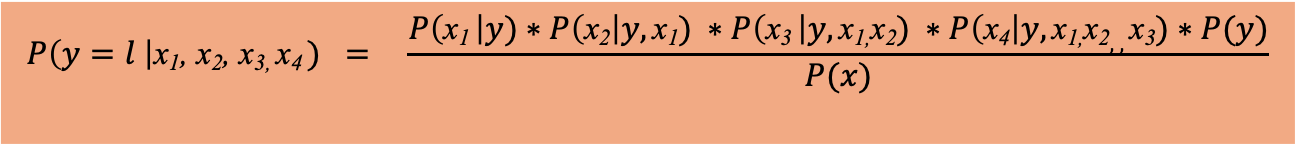 P(y = l |x₁, x₂, x₃, x₄) = P(x₁ |y) * P(x₂|y, x₁) * P(x₃ |y, x₁,x₂) * P(x₄|y, x₁,x₂, , x₃) * P(y)
P(x)